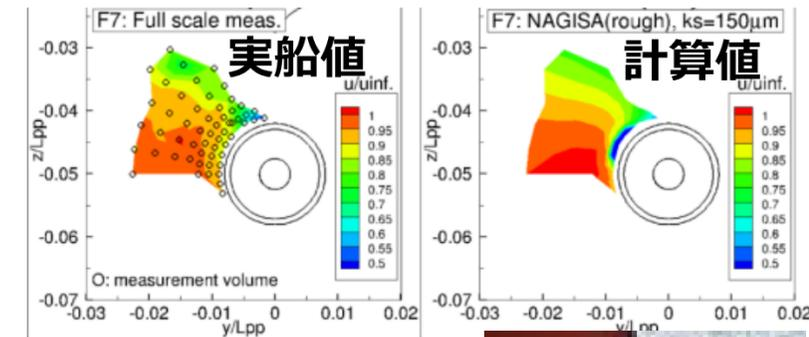 F7: Full scale meas.
実船値
u/uinf.
1
0.95
0.9
0.85
0.8
0.75
0.7
0.65
0.6
0.55
0.5
z/Lpp
-0.03
-0.04
-0.05
-0.06
-0.07
O: measurement volume
-0.03 -0.02 -0.01 0 0.01 0.02
y/Lpp
F7: NAGISA(rough), ks=150μm
計算値
u/uinf.
1
0.95
0.9
0.85
0.8
0.75
0.7
0.65
0.6
0.55
0.5
z/Lpp
-0.03
-0.04
-0.05
-0.06
-0.07
-0.03 -0.02 -0.01 0 0.01 0.02
y/Lpp